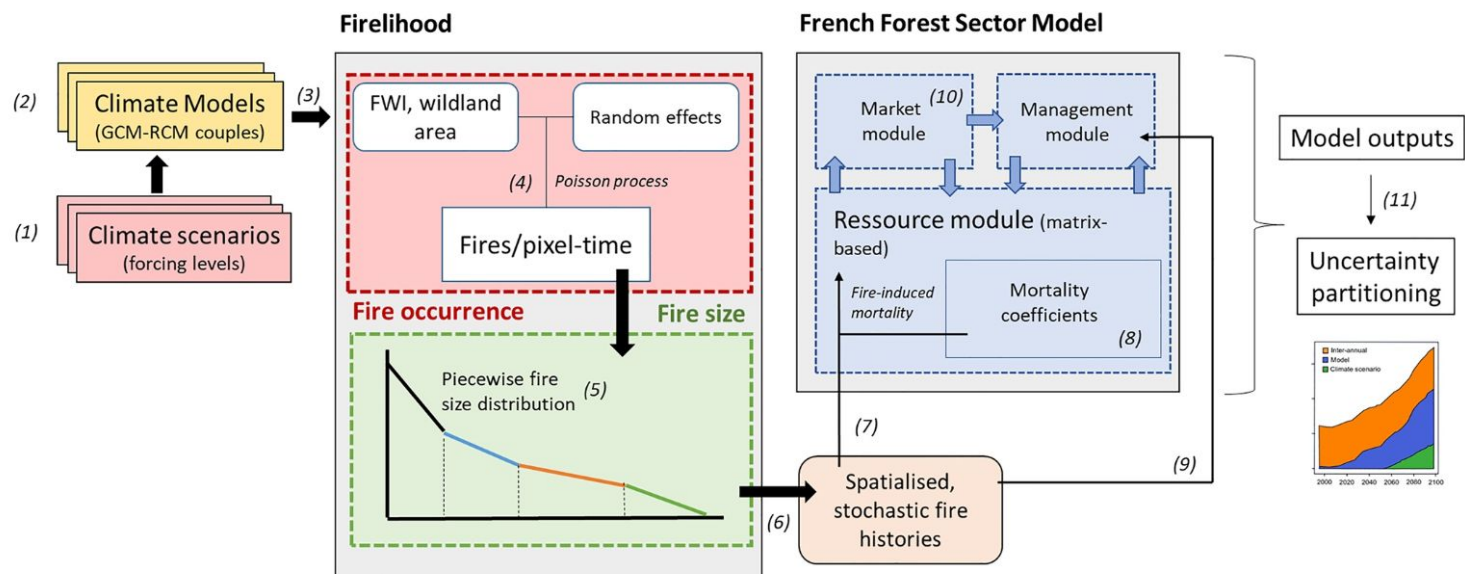 Firelihood
French Forest Sector Model
(2)
Climate Models
(GCM-RCM couples)
(3)
(1)
Climate scenarios
(forcing levels)
FWI, wildland
area
Random effects
(4)
Poisson process
Fires/pixel-time
Fire occurrence
Fire size
Piecewise fire
size distribution
(5)
(6)
Market
module
(10)
Management
module
Ressource module (matrix-
based)
Fire-induced
mortality
Mortality
coefficients
(8)
(7)
Spatialised,
stochastic fire
histories
(9)
Model outputs
(11)
Uncertainty
partitioning
Inter-annual
Model
Climate scenario
2000 2020 2040 2060 2080 2100